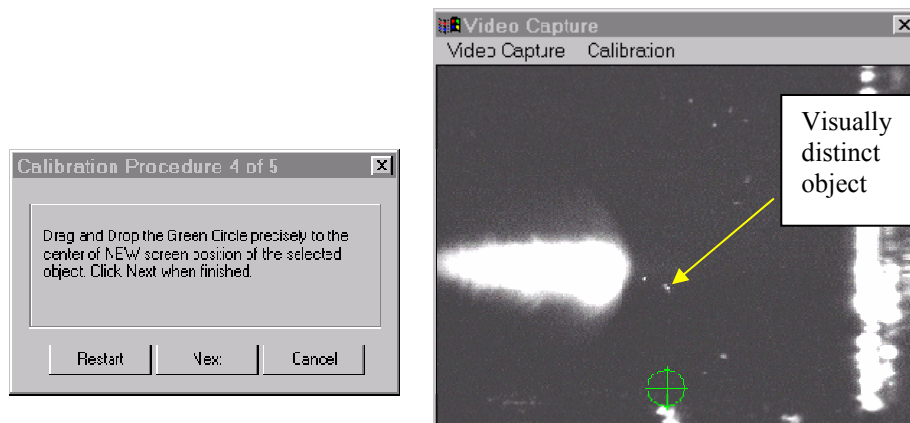 Calibration Procedure 4 of 5
Drag and Drop the Green Circle precisely to the
center of NEW screen position of the selected
object. Click Next when finished.
Restart Next Cancel
Video Capture
Video Capture Calibration
Visually
distinct
object